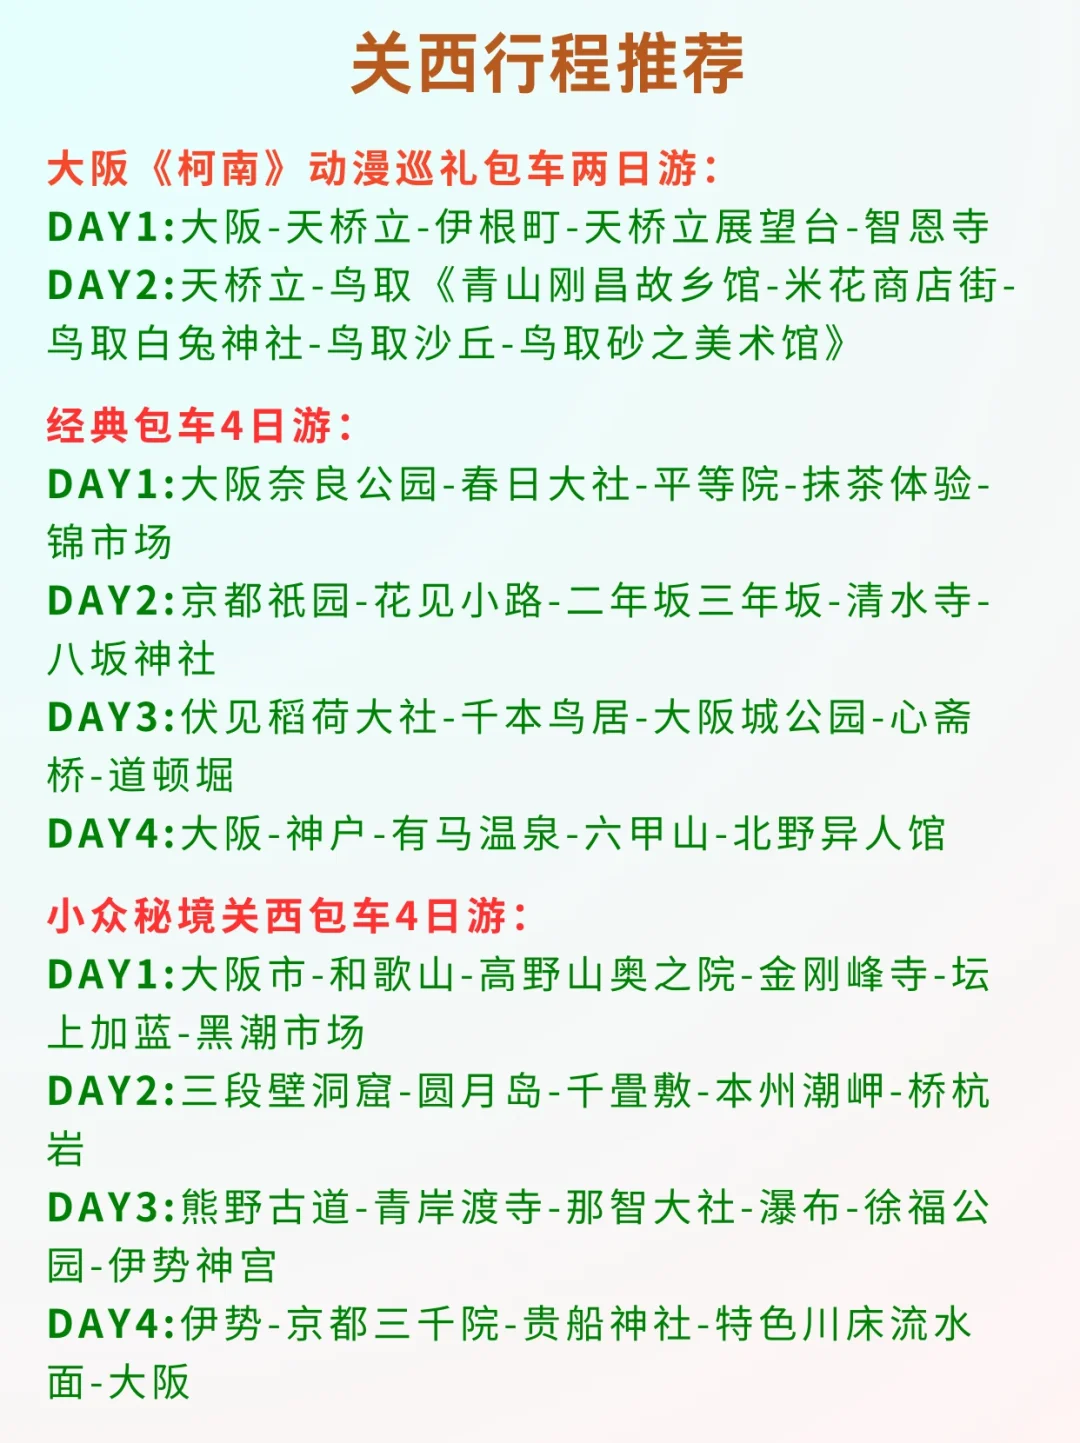 关西行程推荐
大阪《柯南》动漫巡礼包车两日游：
DAY1:大阪-天桥立-伊根町-天桥立展望台-智恩寺
DAY2:天桥立-鸟取《青山刚昌故乡馆-米花商店街-
鸟取白兔神社-鸟取沙丘-鸟取砂之美术馆》
经典包车4日游：
DAY1:大阪奈良公园-春日大社-平等院-抹茶体验-
锦市场
DAY2:京都祇园-花见小路-二年坂三年坂-清水寺-
八坂神社
DAY3:伏见稻荷大社-千本鸟居-大阪城公园-心斋
桥-道顿堀
DAY4:大阪-神户-有马温泉-六甲山-北野异人馆
小众秘境关西包车4日游：
DAY1:大阪市-和歌山-高野山奥之院-金刚峰寺-坛
上加蓝-黑潮市场
DAY2:三段壁洞窟-圆月岛-千畳敷-本州潮岬-桥杭
岩
DAY3:熊野古道-青岸渡寺-那智大社-瀑布-徐福公
园-伊势神宫
DAY4:伊势-京都三千院-贵船神社-特色川床流水
面-大阪